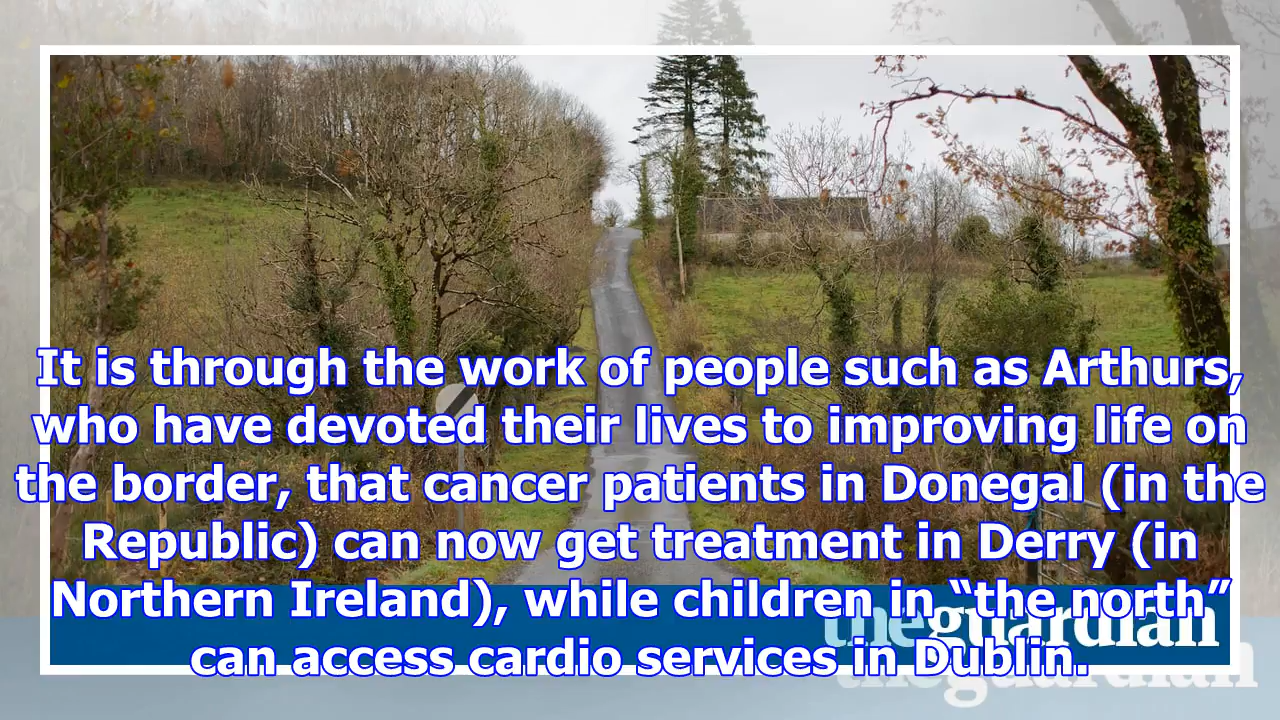 It is through the work of people such as Arthurs,
who have devoted their lives to improving life on
the border, that cancer patients in Donegal (in the
Republic) can now get treatment in Derry (in
Northern Ireland), while children in “the north”
can access cardio services in Dublin.
theguardian
theguardian